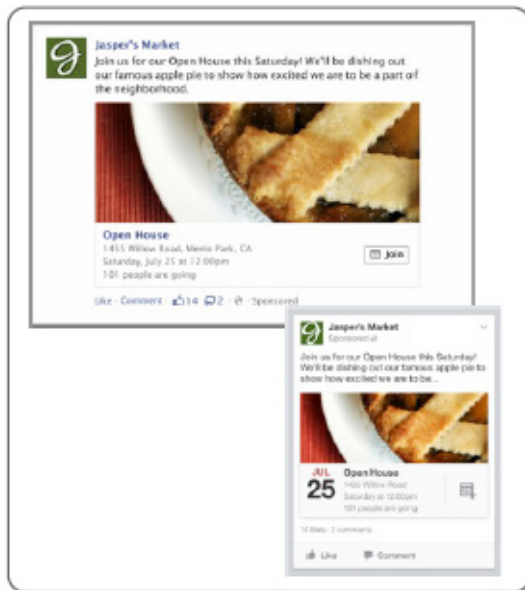 Jasper's Market
Join us for our Open House this Saturday! We'll be dishing out
our famous apple pie to show how excited we are to be a part of
the neighborhood.
Open House
1455 Willow Road, Menlo Park, CA
Saturday, July 25 at 12:00pm
101 people are going
Join
Like · Comment · 14 2 · Sponsored
Jasper's Market
Sponsored
Join us for our Open House this Saturday!
We'll be dishing out our famous apple pie to
show how excited we are to be...
JUL
25
Open House
1455 Willow Road
Saturday at 12:00pm
101 people are going
14 likes · 2 comments
Like Comment